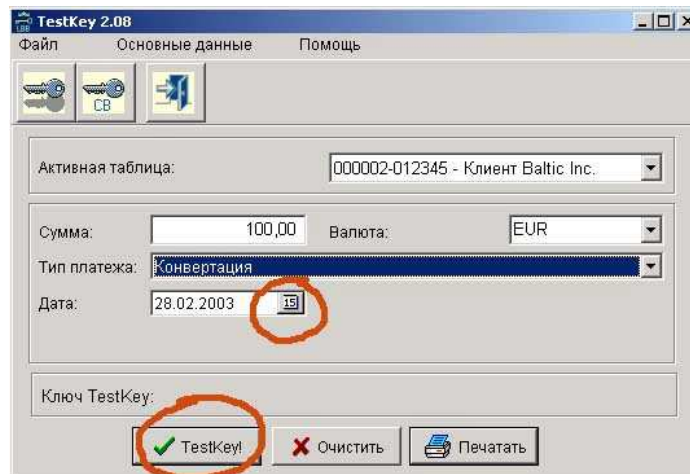 TestKey 2.08
Файл Основные данные Помощь
CB
Активная таблица: 000002-012345 - Клиент Baltic Inc.
Сумма: 100,00 Валюта: EUR
Тип платежа: Конвертация
Дата: 28.02.2003 15
Ключ TestKey:
TestKey! Очистить Печатать